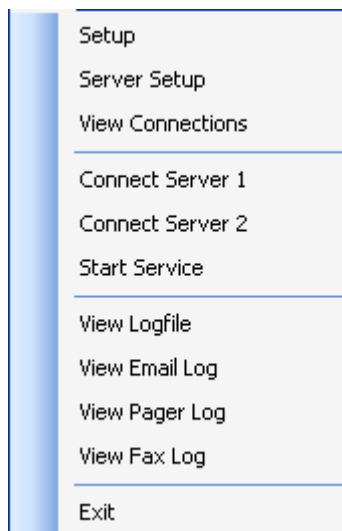 Setup
Server Setup
View Connections
Connect Server 1
Connect Server 2
Start Service
View Logfile
View Email Log
View Pager Log
View Fax Log
Exit